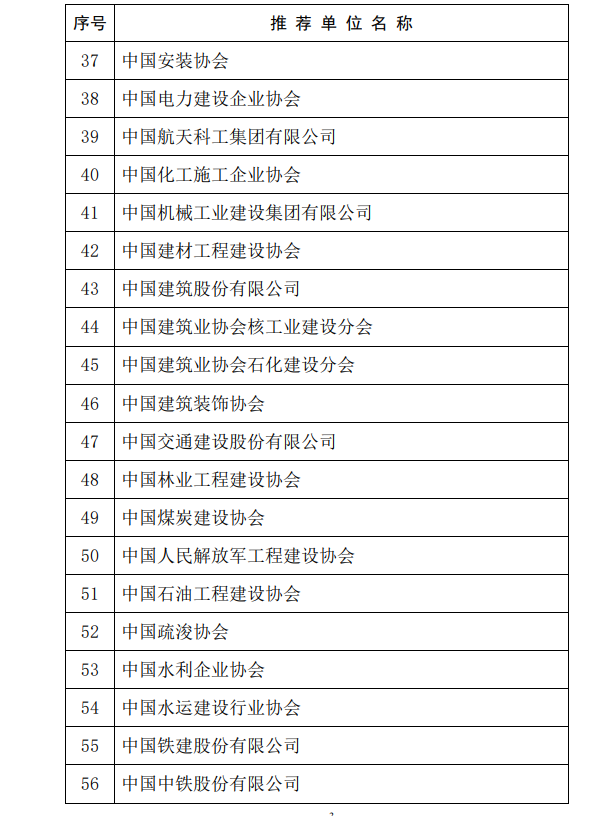 序号 推荐单位名称
37 中国安装协会
38 中国电力建设企业协会
39 中国航天科工集团有限公司
40 中国化工施工企业协会
41 中国机械工业建设集团有限公司
42 中国建材工程建设协会
43 中国建筑股份有限公司
44 中国建筑业协会核工业建设分会
45 中国建筑业协会石化建设分会
46 中国建筑装饰协会
47 中国交通建设股份有限公司
48 中国林业工程建设协会
49 中国煤炭建设协会
50 中国人民解放军工程建设协会
51 中国石油工程建设协会
52 中国疏浚协会
53 中国水利企业协会
54 中国水运建设行业协会
55 中国铁建股份有限公司
56 中国中铁股份有限公司